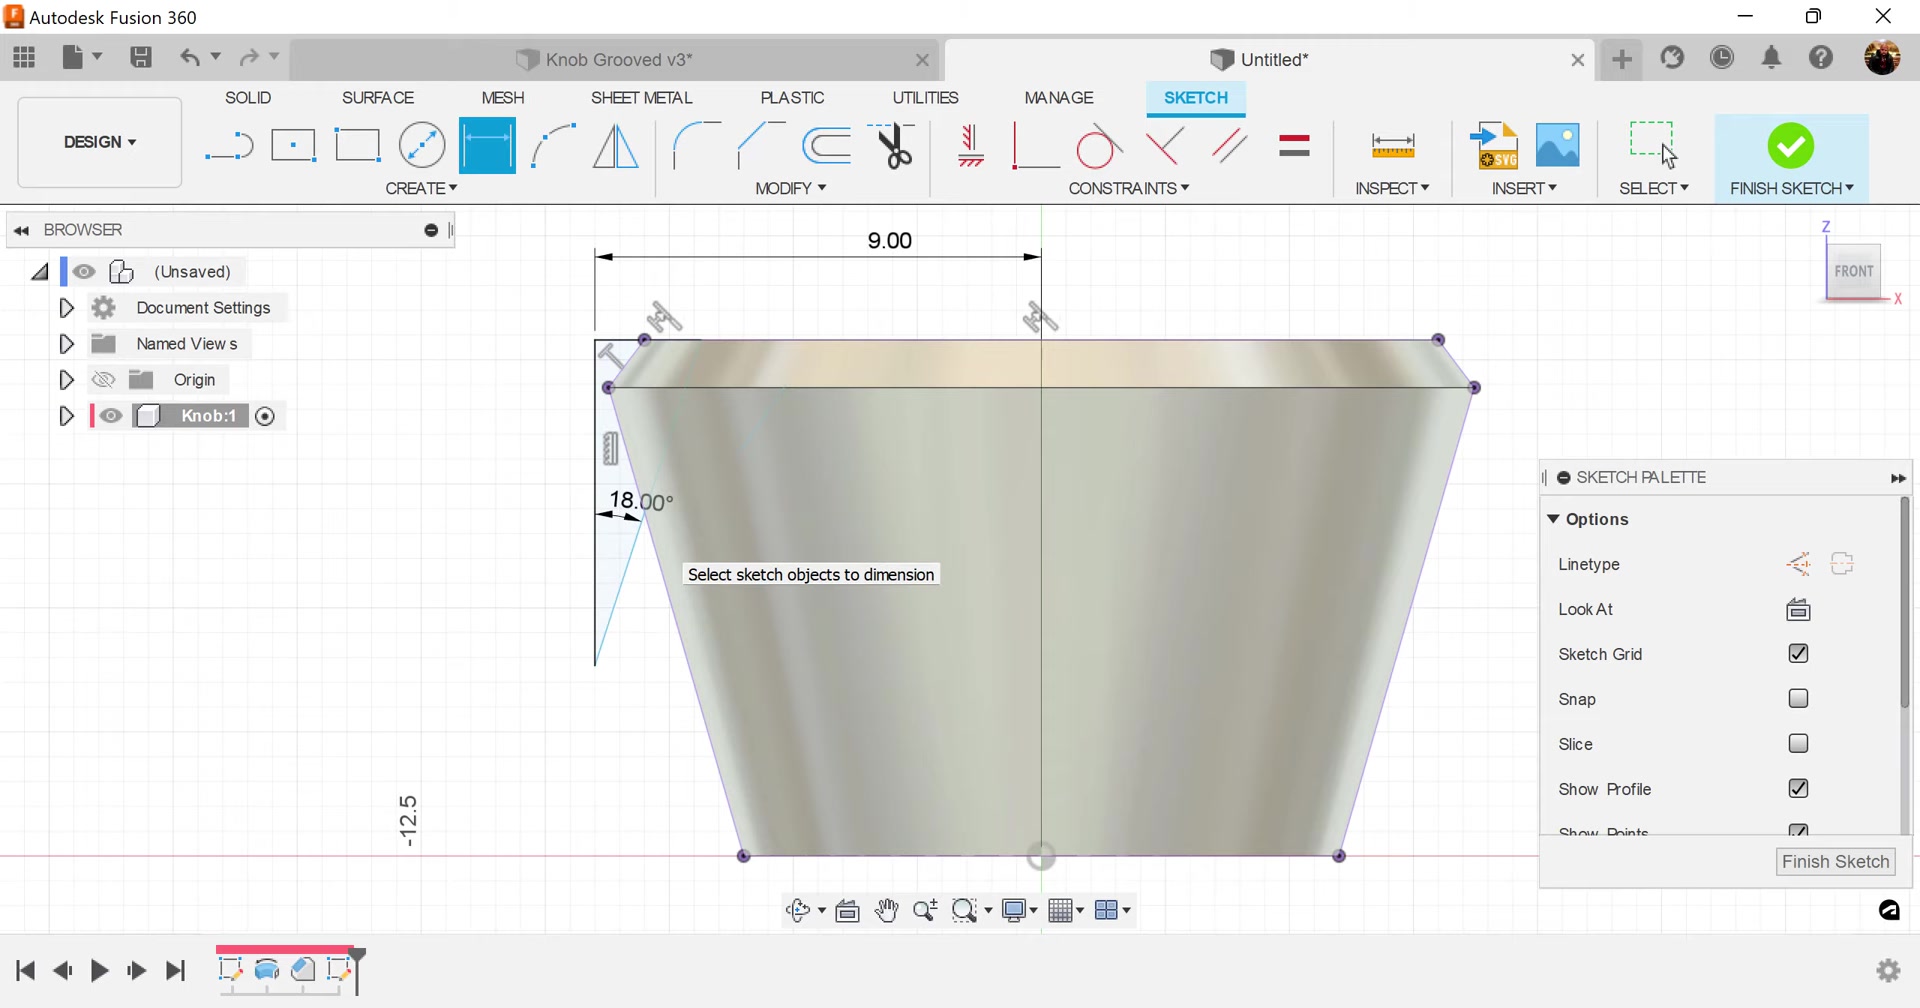 Autodesk Fusion 360
Knob Grooved v3*
Untitled*
DESIGN
SOLID
SURFACE
MESH
SHEET METAL
PLASTIC
UTILITIES
MANAGE
SKETCH
CREATE
MODIFY
CONSTRAINTS
INSPECT
SVG
INSERT
SELECT
FINISH SKETCH
BROWSER
(Unsaved)
Document Settings
Named Views
Origin
Knob:1
9.00
18.00°
Select sketch objects to dimension
-12.5
Z
FRONT
X
SKETCH PALETTE
Options
Linetype
Look At
Sketch Grid
Snap
Slice
Show Profile
Show Points
Finish Sketch